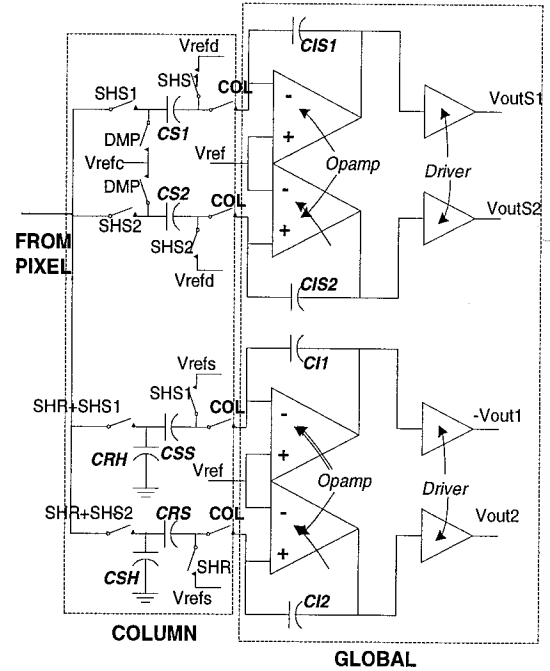 Vrefd
CIS1
SHS1
SHS1
COL
CS1
-
+
VoutS1
DMP
Vrefc
Vref
Opamp
Driver
DMP
CS2
COL
-
+
VoutS2
SHS2
SHS2
FROM
PIXEL
Vrefd
CIS2
Vrefs
CI1
SHR+SHS1
SHS1
COL
-
+
-Vout1
CRH
CSS
Vref
Opamp
Driver
SHR+SHS2
CRS
COL
-
+
Vout2
CSH
SHR
Vrefs
CI2
COLUMN
GLOBAL